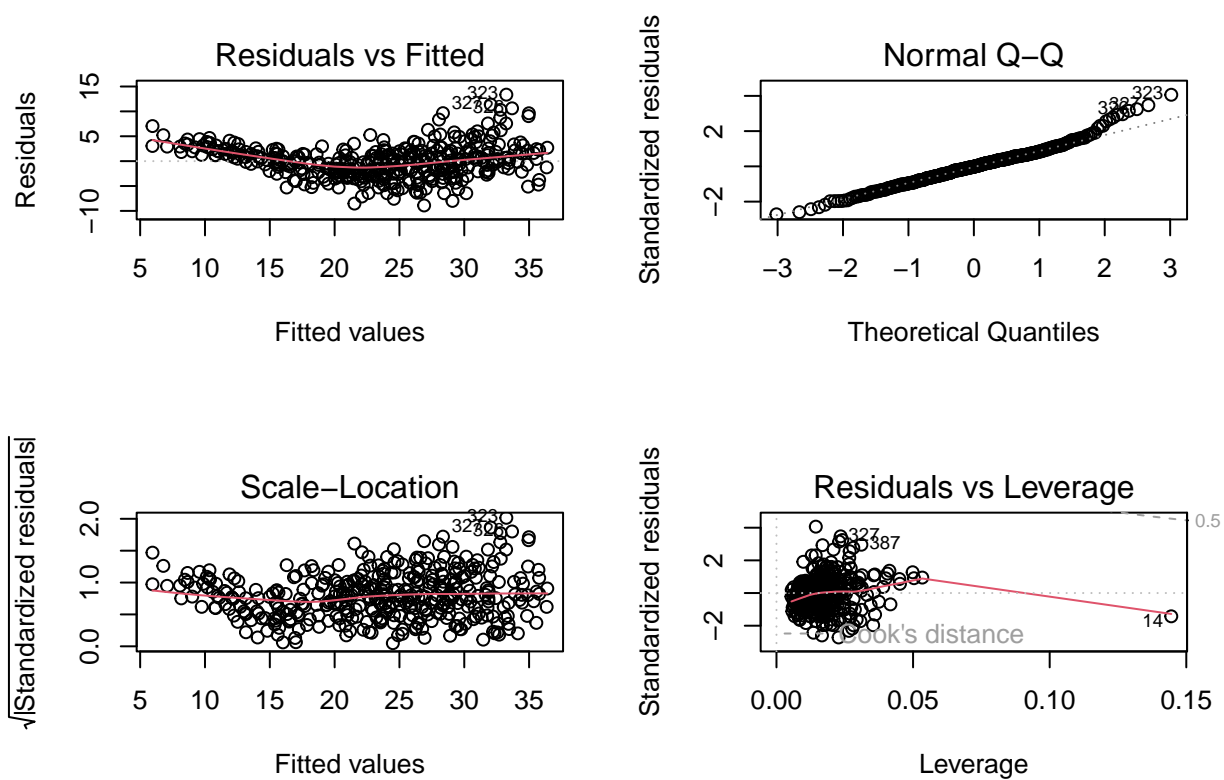 Residuals vs Fitted
Residuals
15
5
−10
323
327
5 10 15 20 25 30 35
Fitted values
Normal Q−Q
Standardized residuals
2
−2
323
−3 −2 −1 0 1 2 3
Theoretical Quantiles
Scale−Location
√|Standardized residuals|
2.0
1.0
0.0
323
327
5 10 15 20 25 30 35
Fitted values
Residuals vs Leverage
Standardized residuals
2
−2
327
387
14
0.5
Cook's distance
0.00 0.05 0.10 0.15
Leverage